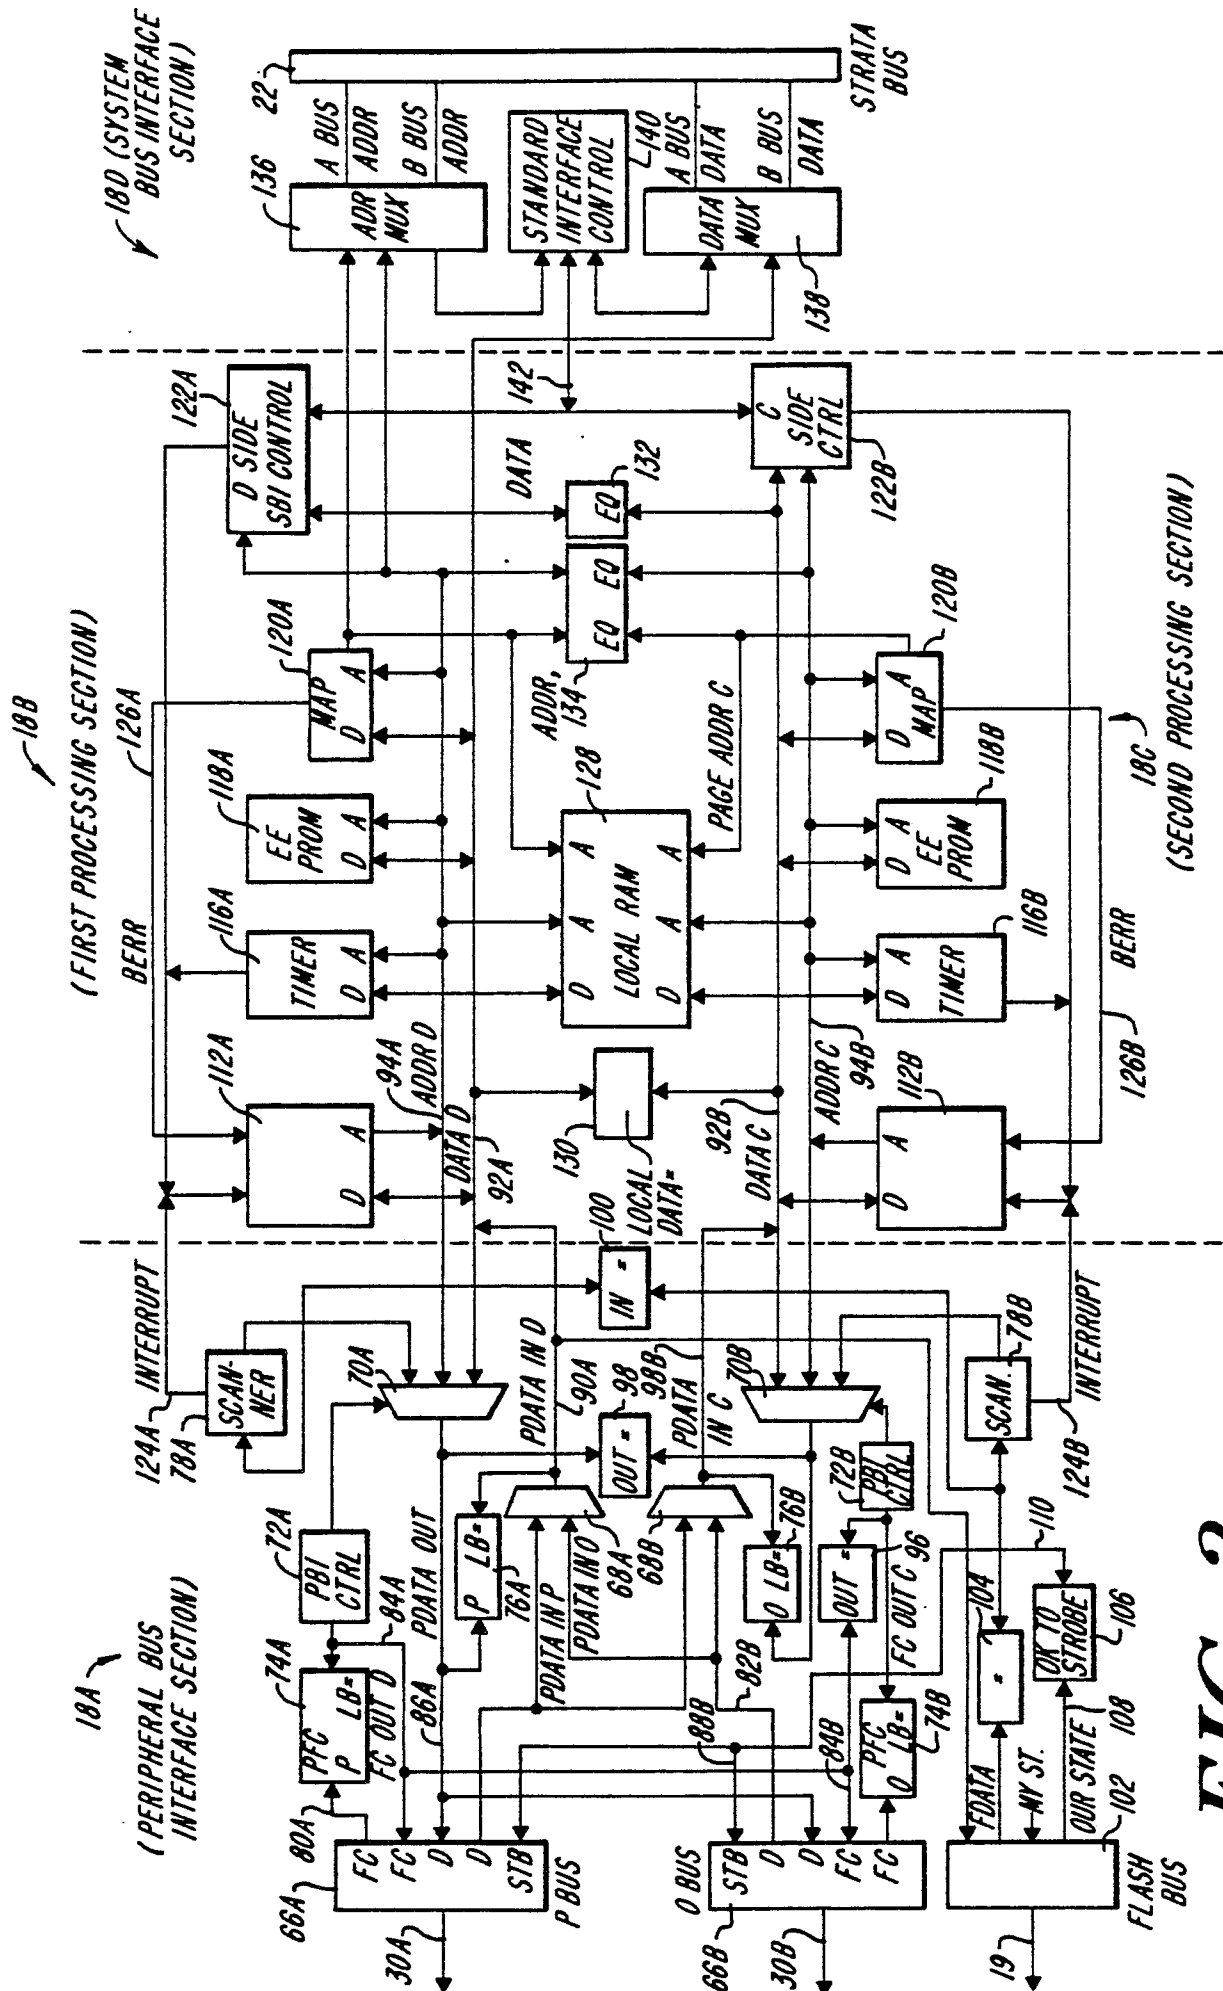 18A
(PERIPHERAL BUS
INTERFACE SECTION)
18B
(FIRST PROCESSING SECTION)
18D (SYSTEM
BUS INTERFACE
SECTION)
124A
INTERRUPT
78A
SCAN-
NER
BERR
126A
112A
D A
116A
TIMER
D A
118A
EE
PROM
D A
120A
MAP
D A
122A
D SIDE
SBI CONTROL
136
ADR
MUX
22
A BUS
ADDR
B BUS
ADDR
STANDARD
INTERFACE
CONTROL
140
A BUS
DATA
B BUS
DATA
DATA
MUX
138
STRATA
BUS
142
66A
80A
FC
FC
D
D
STB
P BUS
30A
74A
PFC
P LB=
72A
PBI
CTRL
84A
FC OUT D
86A
PDATA OUT
70A
94A
ADDR D
DATA D
92A
P LB=
76A
PDATA IN P
PDATA IN O
68A
68B
PDATA IN D
90A
OUT =
98
98B
PDATA
IN C
IN =
100
130
LOCAL
DATA=
128
LOCAL RAM
D A A
D A A
ADDR,
134
EQ EQ
EQ
132
DATA
PAGE ADDR C
66B
O BUS
STB
D
D
FC
FC
30B
88B
82B
84B
O LB=
76B
OUT =
96
FC OUT C
PFC
O LB=
74B
72B
PBI
CTRL
70B
92B
DATA C
ADDR C
94B
112B
D A
116B
D A
TIMER
118B
D A
EE
PROM
120B
D A
MAP
C
SIDE
CTRL
122B
18C
(SECOND PROCESSING SECTION)
BERR
126B
SCAN.
78B
INTERRUPT
124B
104
=
OK TO
STROBE
106
110
FDATA
MY ST.
OUR STATE
108
102
FLASH
BUS
19